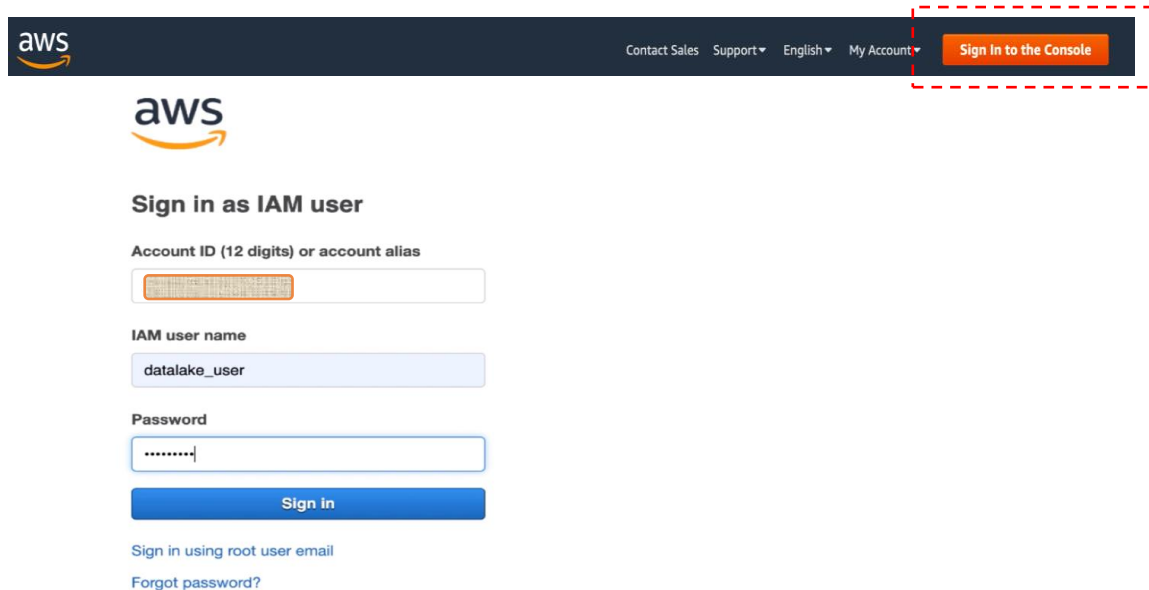 aws
Contact Sales Support English My Account Sign In to the Console
aws
Sign in as IAM user
Account ID (12 digits) or account alias
IAM user name
datalake_user
Password
•••••••••
Sign in
Sign in using root user email
Forgot password?